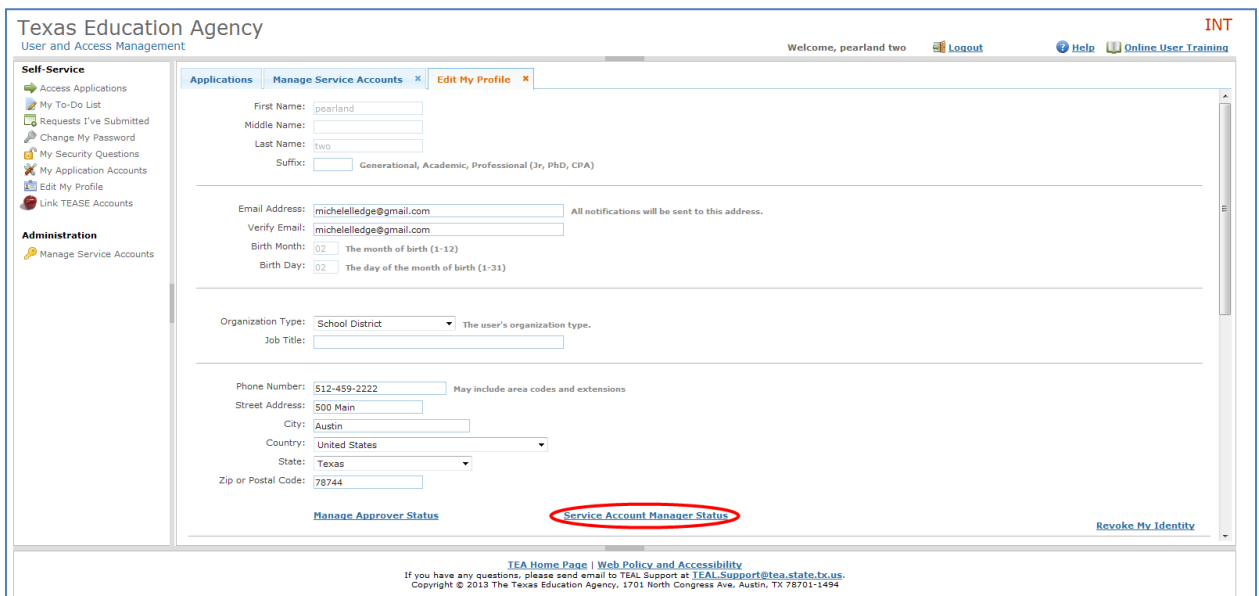 Texas Education Agency
INT
User and Access Management
Welcome, pearland two Logout Help Online User Training
Self-Service
Access Applications
My To-Do List
Requests I've Submitted
Change My Password
My Security Questions
My Application Accounts
Edit My Profile
Link TEASE Accounts
Administration
Manage Service Accounts
Applications Manage Service Accounts × Edit My Profile ×
First Name: pearland
Middle Name:
Last Name: two
Suffix: Generational, Academic, Professional (Jr, PhD, CPA)
Email Address: michelelledge@gmail.com All notifications will be sent to this address.
Verify Email: michelelledge@gmail.com
Birth Month: 02 The month of birth (1-12)
Birth Day: 02 The day of the month of birth (1-31)
Organization Type: School District The user's organization type.
Job Title:
Phone Number: 512-459-2222 May include area codes and extensions
Street Address: 500 Main
City: Austin
Country: United States
State: Texas
Zip or Postal Code: 78744
Manage Approver Status Service Account Manager Status
Revoke My Identity
TEA Home Page | Web Policy and Accessibility
If you have any questions, please send email to TEAL Support at TEAL.Support@tea.state.tx.us.
Copyright © 2013 The Texas Education Agency, 1701 North Congress Ave, Austin, TX 78701-1494